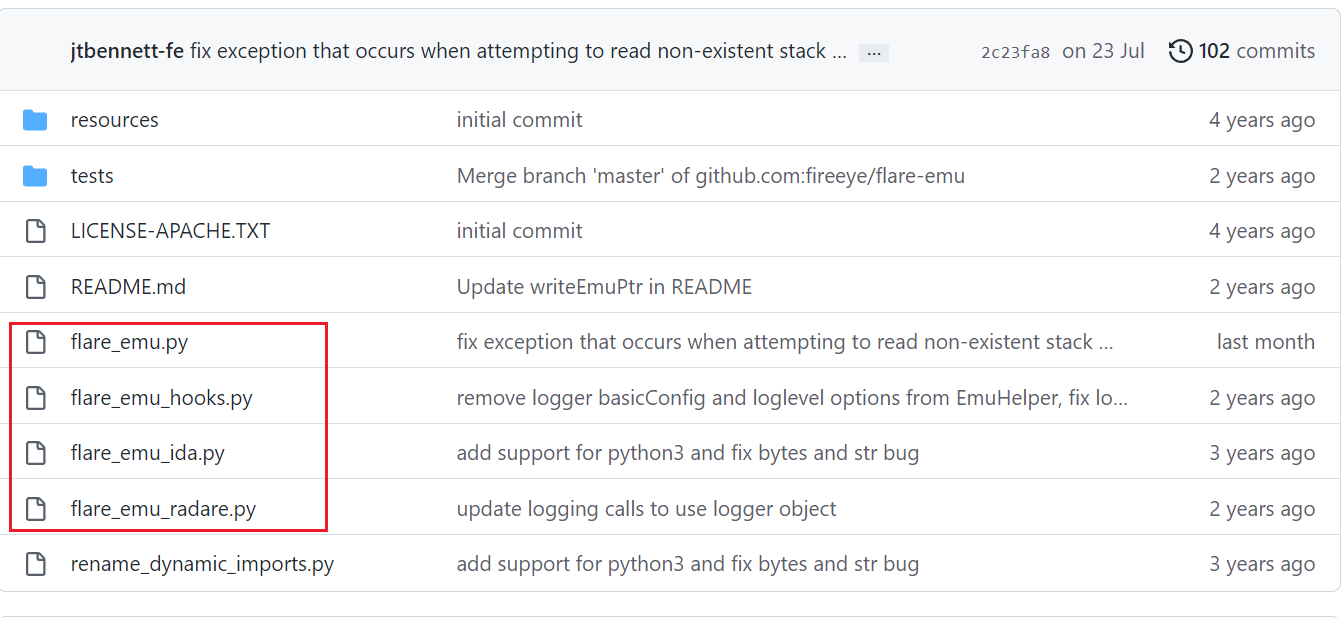 jtbennett-fe fix exception that occurs when attempting to read non-existent stack ... ... 2c23fa8 on 23 Jul 102 commits
resources initial commit 4 years ago
tests Merge branch 'master' of github.com:fireeye/flare-emu 2 years ago
LICENSE-APACHE.TXT initial commit 4 years ago
README.md Update writeEmuPtr in README 2 years ago
flare_emu.py fix exception that occurs when attempting to read non-existent stack ... last month
flare_emu_hooks.py remove logger basicConfig and loglevel options from EmuHelper, fix lo... 2 years ago
flare_emu_ida.py add support for python3 and fix bytes and str bug 3 years ago
flare_emu_radare.py update logging calls to use logger object 2 years ago
rename_dynamic_imports.py add support for python3 and fix bytes and str bug 3 years ago